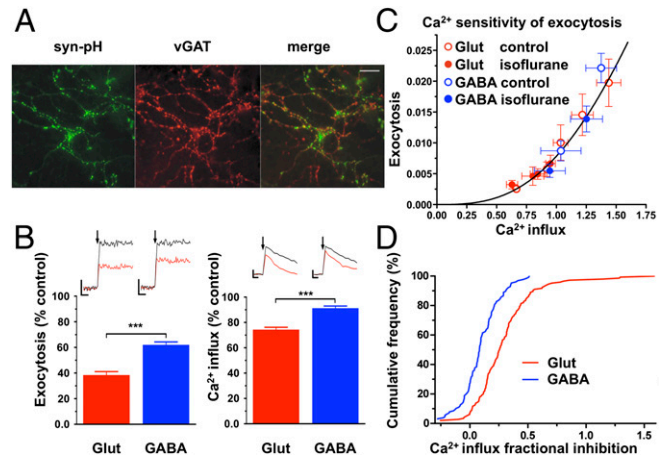 A
syn-pH vGAT merge
B
Exocytosis (% control)
100
80
60
40
20
0.0
***
Glut GABA
Ca²⁺ influx (% control)
100
80
60
40
20
0.0
***
Glut GABA
C
Ca²⁺ sensitivity of exocytosis
Exocytosis
0.025
0.020
0.015
0.010
0.005
0.000
Glut control
Glut isoflurane
GABA control
GABA isoflurane
0.00 0.25 0.50 0.75 1.00 1.25 1.50 1.75
Ca²⁺ influx
D
Cumulative frequency (%)
100
80
60
40
20
0
Glut
GABA
0.0 0.5 1.0 1.5
Ca²⁺ influx fractional inhibition